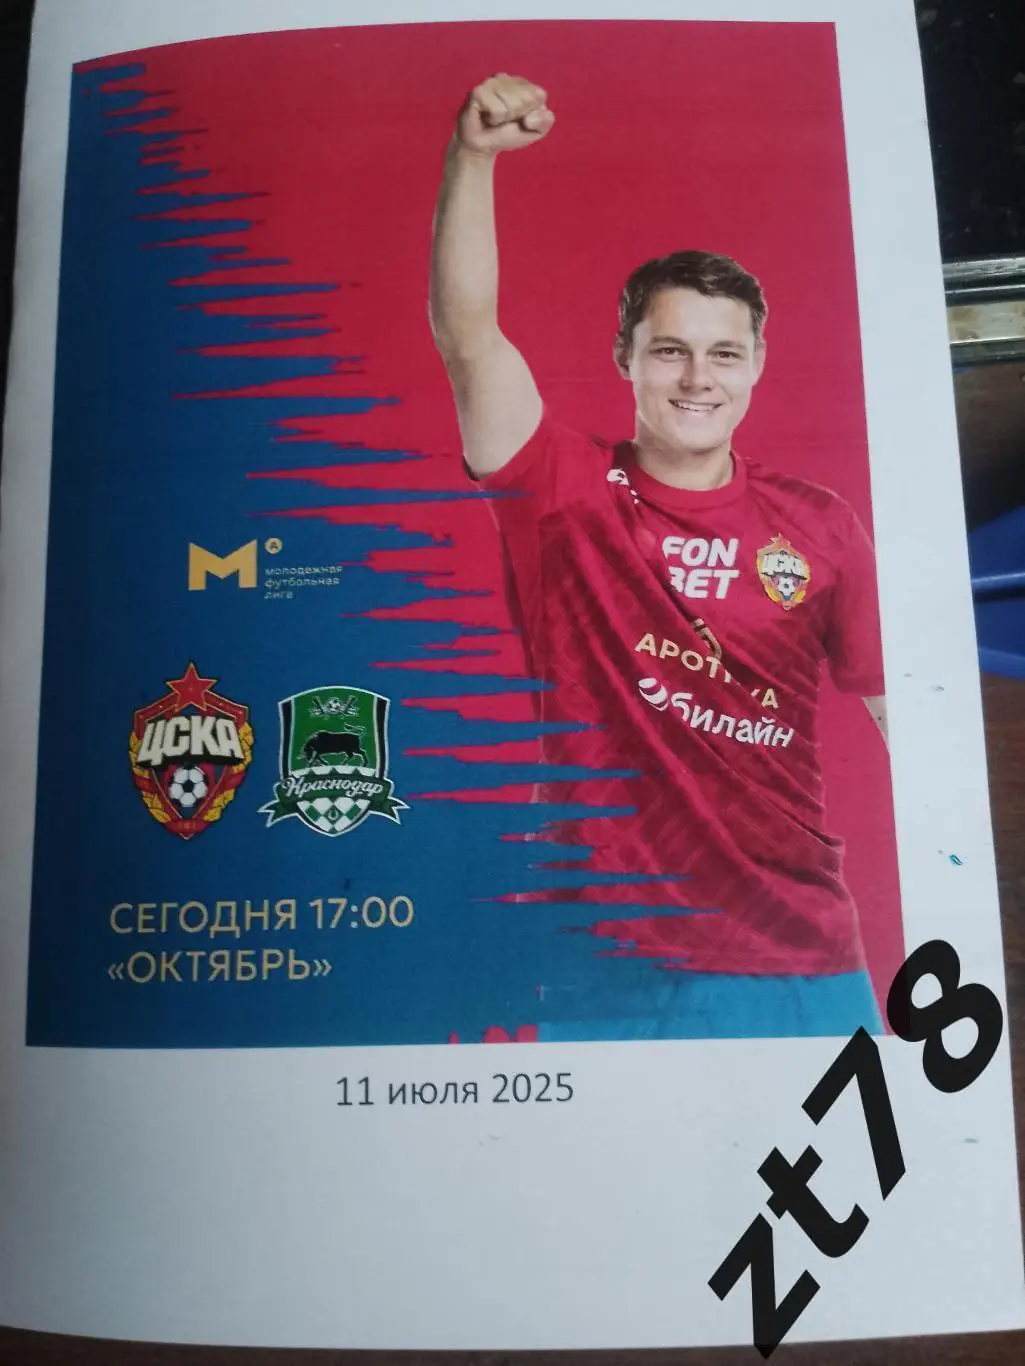 М А
молодежная
футбольная
лига
FON
BET
ЦСКА
билайн
ЦСКА
Краснодар
СЕГОДНЯ 17:00
«ОКТЯБРЬ»
11 июля 2025
zt78